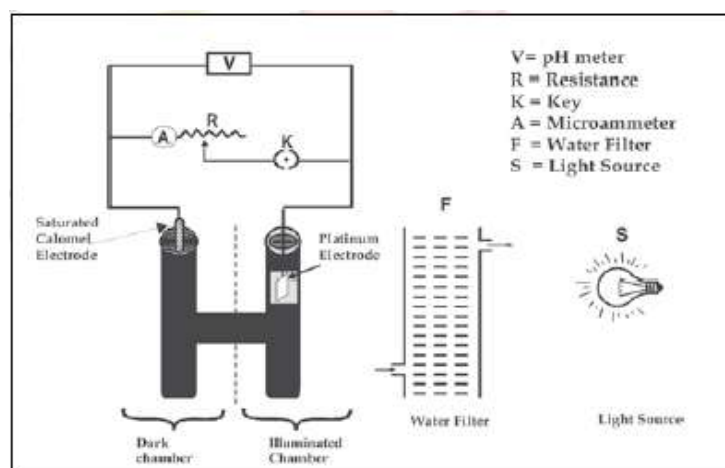 V
V= pH meter
R = Resistance
K = Key
A = Microammeter
F = Water Filter
S = Light Source
R
A
K
Saturated
Calomel
Electrode
Platinum
Electrode
F
S
Dark
chamber
Illuminated
Chamber
Water Filter
Light Source